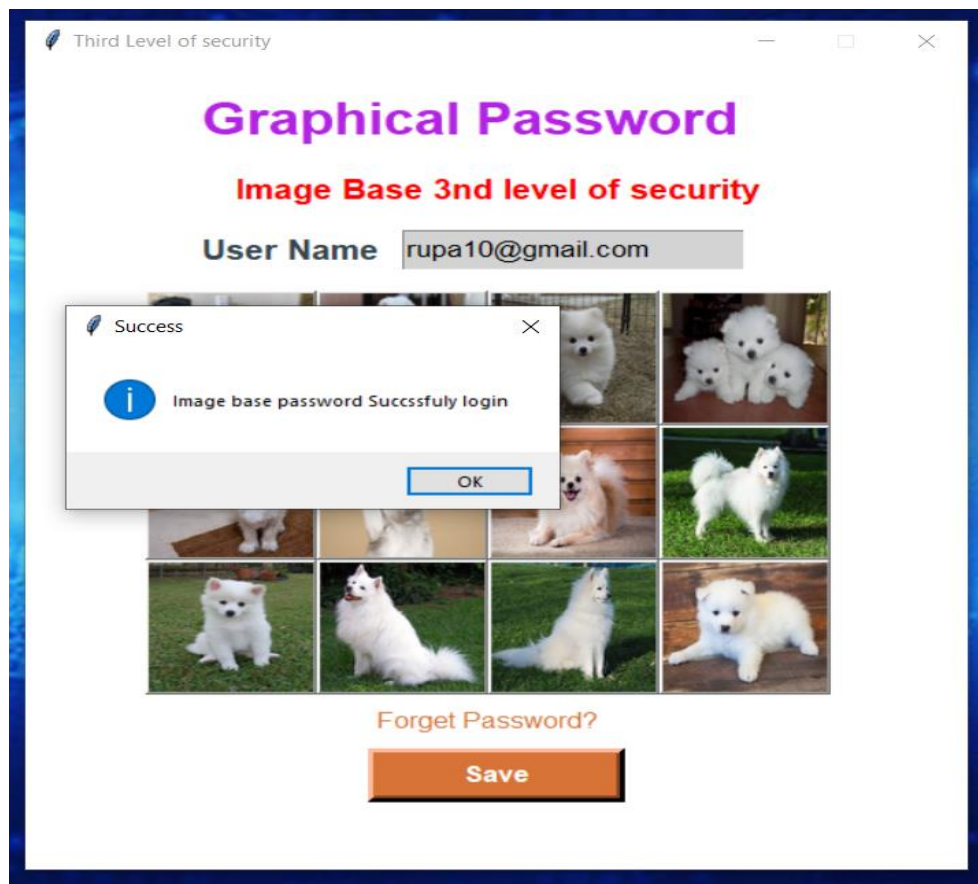 Third Level of security
Graphical Password
Image Base 3nd level of security
User Name rupa10@gmail.com
Success
Image base password Succssfuly login
OK
Forget Password?
Save